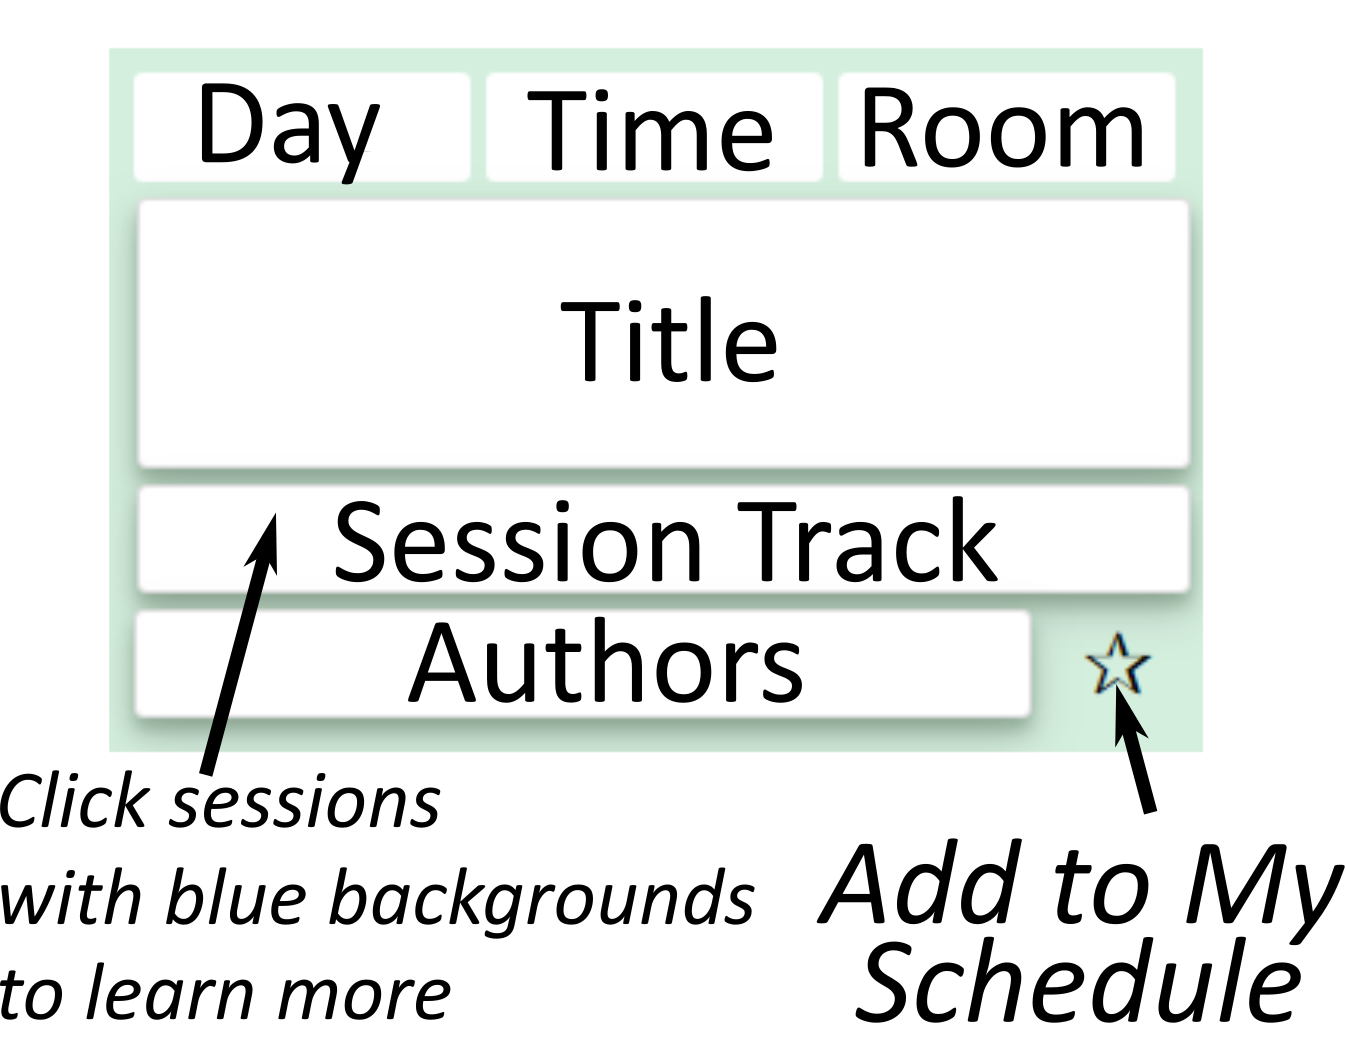 Day Time Room
Title
Session Track
Authors
Click sessions
with blue backgrounds
to learn more
Add to My
Schedule